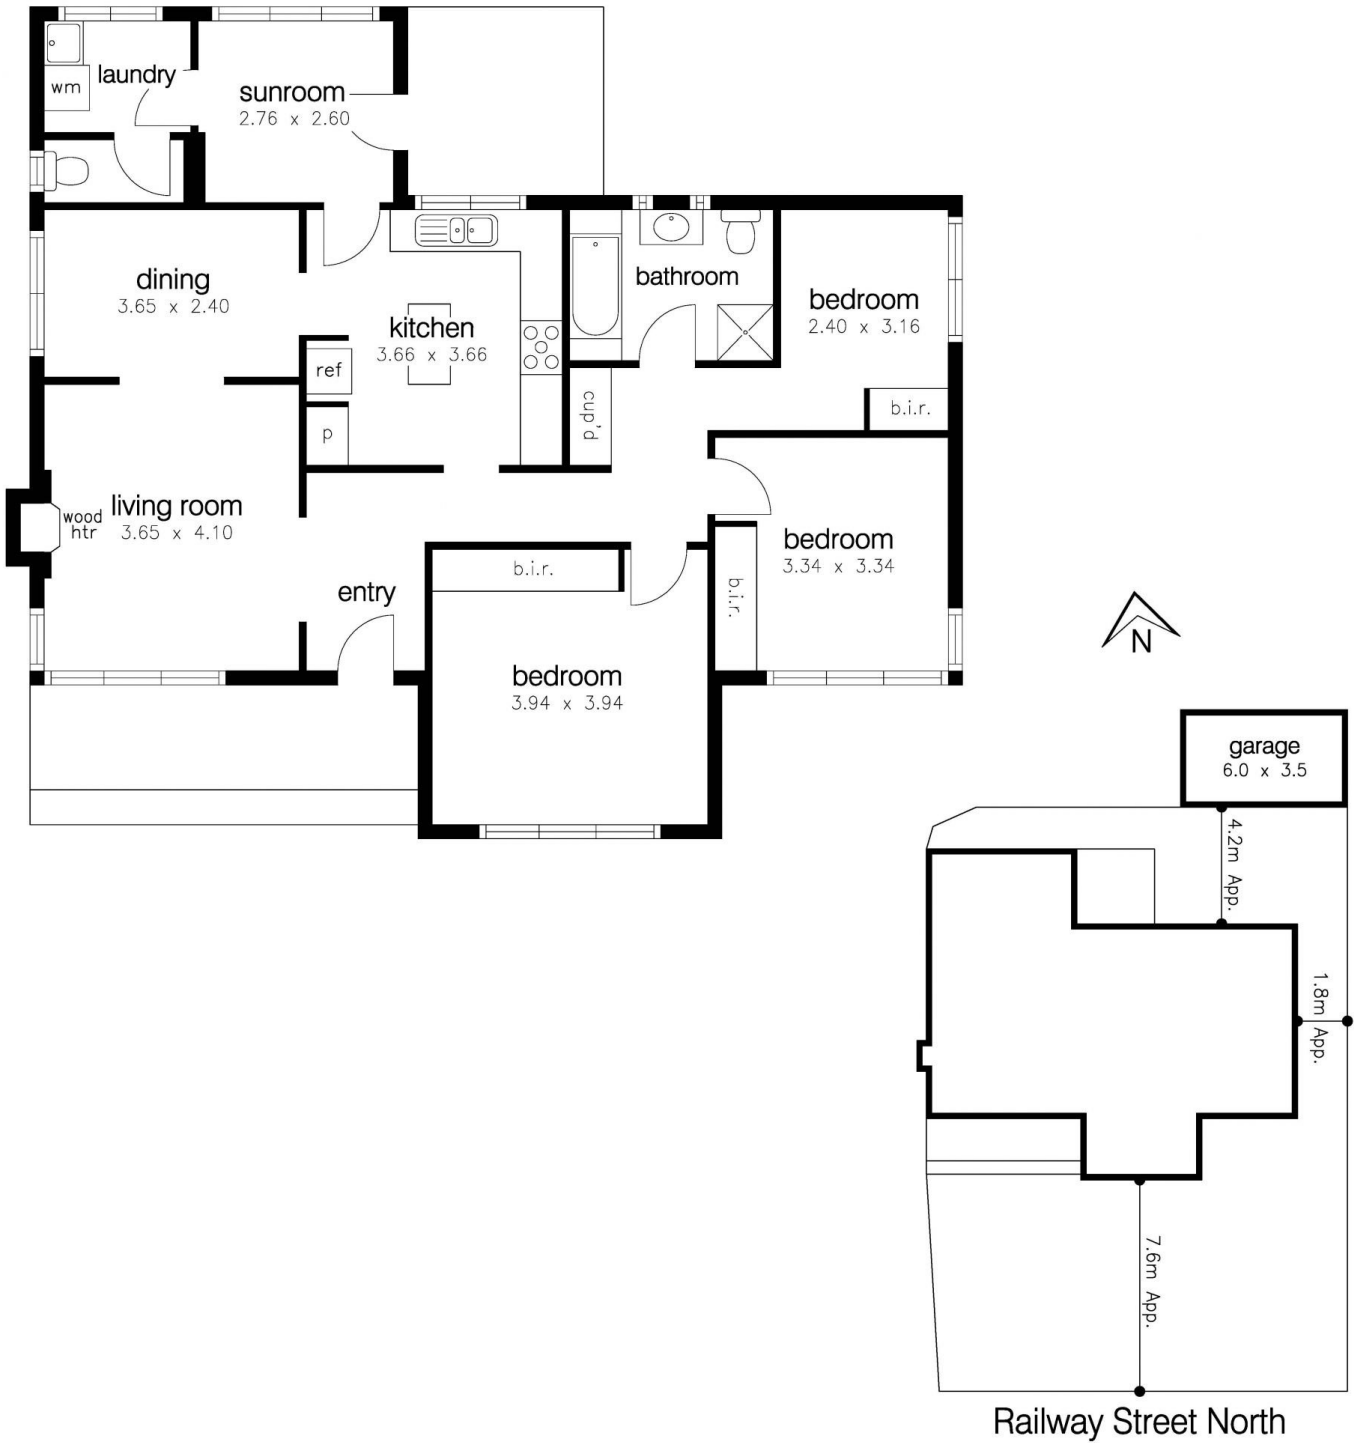 laundry
wm
sunroom
2.76 x 2.60
dining
3.65 x 2.40
kitchen
3.66 x 3.66
ref
p
bathroom
cup'd
bedroom
2.40 x 3.16
b.i.r.
living room
3.65 x 4.10
wood
htr
entry
b.i.r.
bedroom
3.94 x 3.94
bedroom
3.34 x 3.34
b.i.r.
N
garage
6.0 x 3.5
4.2m App.
1.8m App.
7.6m App.
Railway Street North